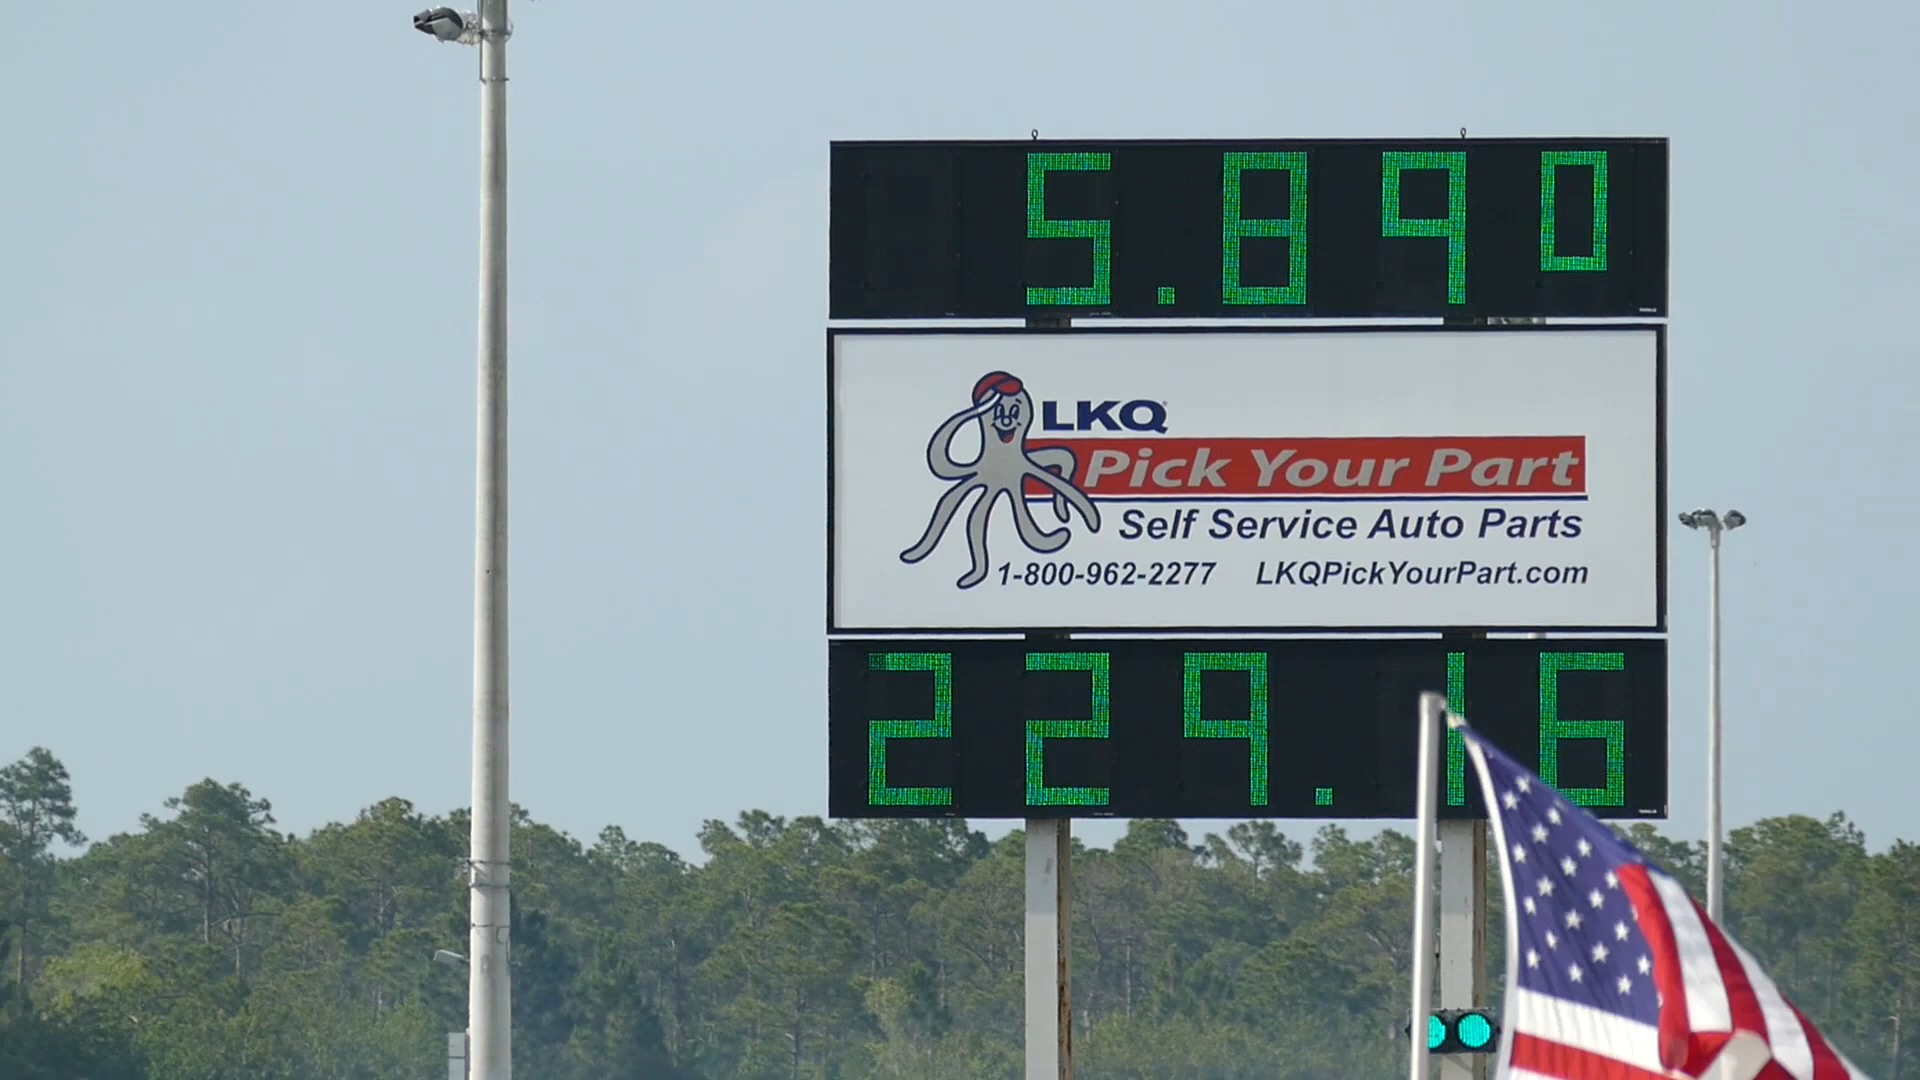 5.890
LKQ
Pick Your Part
Self Service Auto Parts
1-800-962-2277 LKQPickYourPart.com
229.16